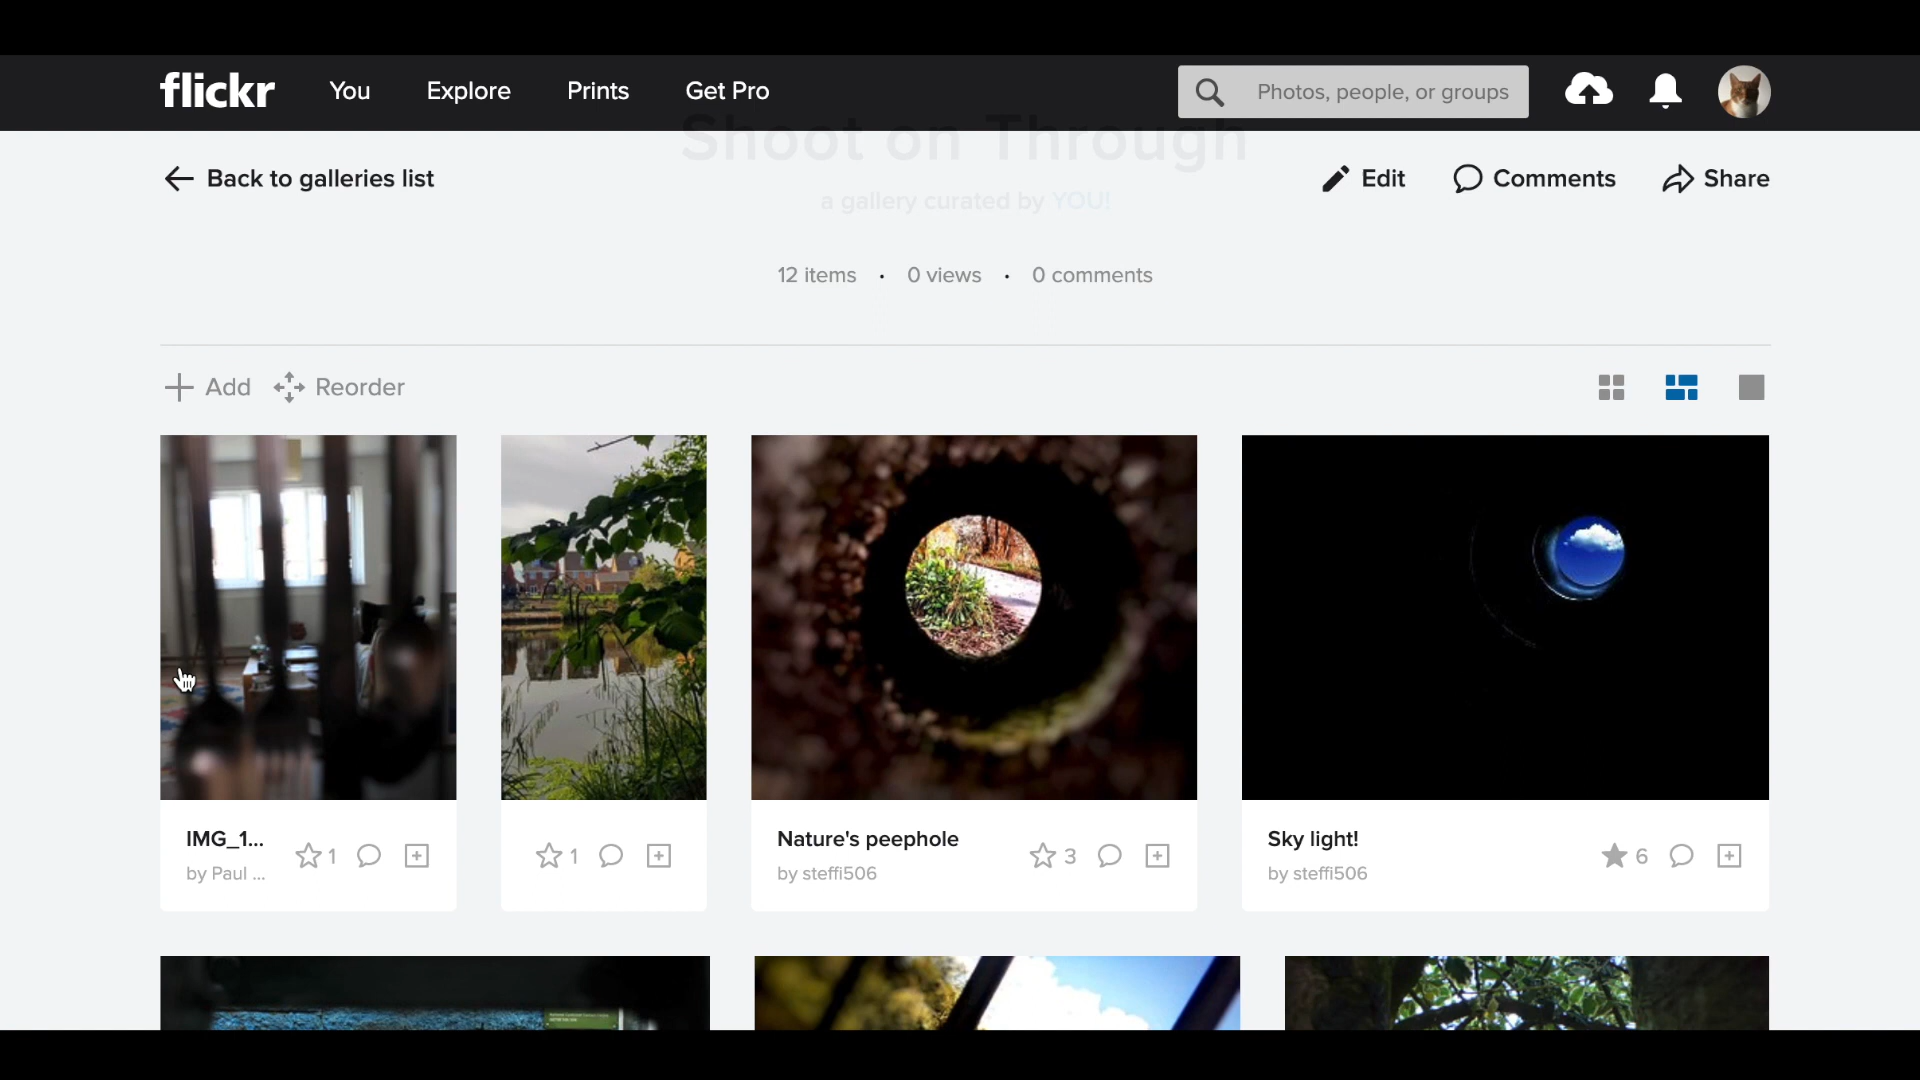 flickr
You
Explore
Prints
Get Pro
Photos, people, or groups
Shoot on Through
Back to galleries list
Edit
Comments
Share
a gallery curated by YOU!
12 items · 0 views · 0 comments
Add
Reorder
IMG_1...
by Paul ...
1
1
Nature's peephole
by steffi506
3
Sky light!
by steffi506
6